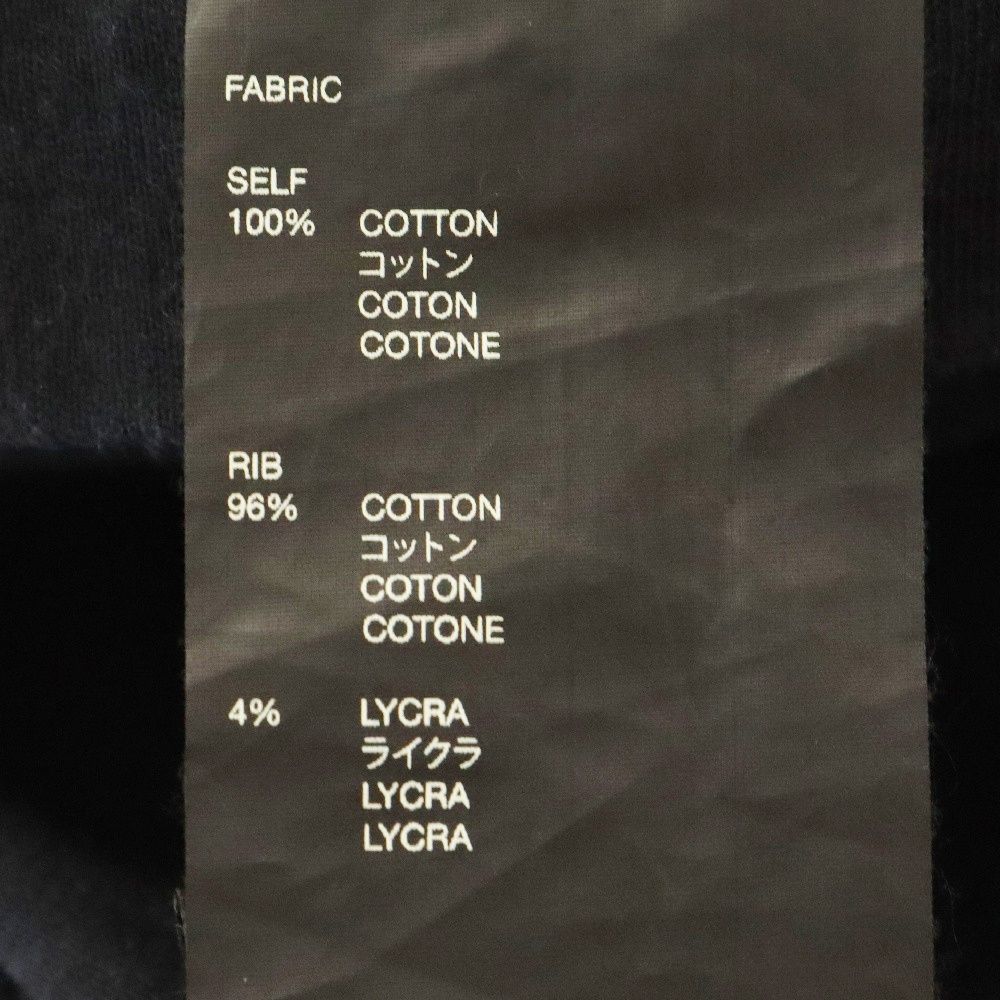 FABRIC
SELF
100% COTTON
コットン
COTON
COTONE
RIB
96% COTTON
コットン
COTON
COTONE
4% LYCRA
ライクラ
LYCRA
LYCRA